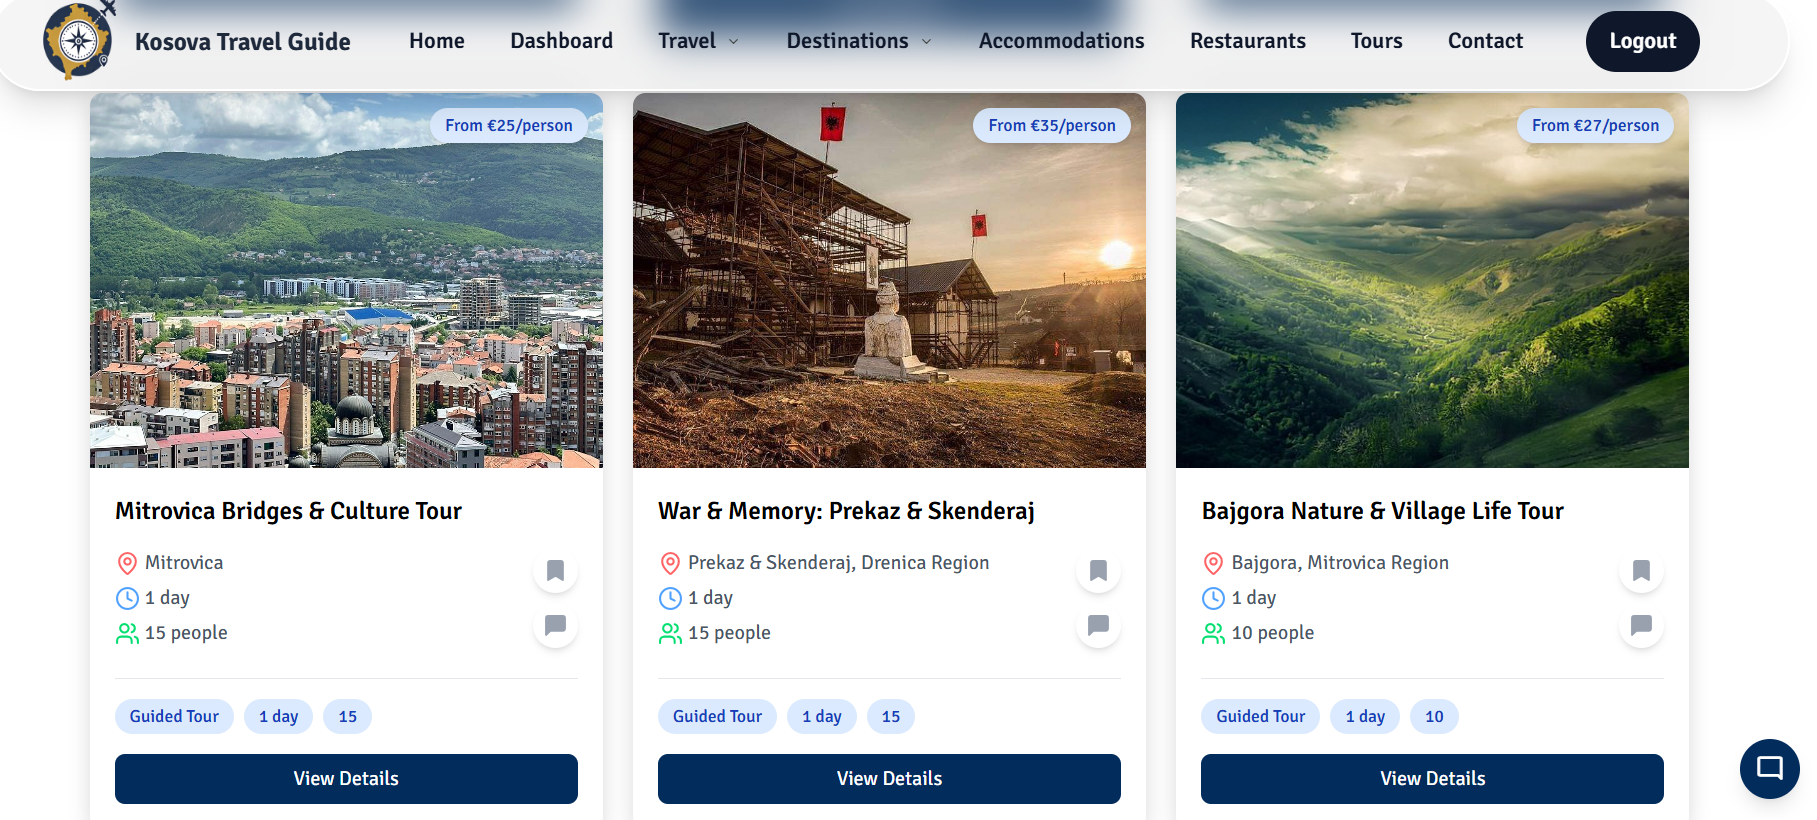 Kosova Travel Guide
Home
Dashboard
Travel
Destinations
Accommodations
Restaurants
Tours
Contact
Logout
From €25/person
From €35/person
From €27/person
Mitrovica Bridges & Culture Tour
Mitrovica
1 day
15 people
Guided Tour
1 day
15
View Details
War & Memory: Prekaz & Skenderaj
Prekaz & Skenderaj, Drenica Region
1 day
15 people
Guided Tour
1 day
15
View Details
Bajgora Nature & Village Life Tour
Bajgora, Mitrovica Region
1 day
10 people
Guided Tour
1 day
10
View Details